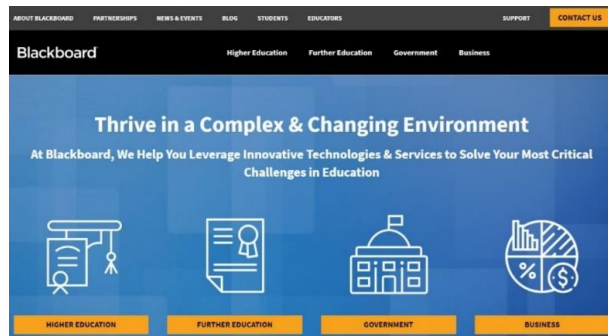 ABOUT BLACKBOARD PARTNERSHIPS NEWS & EVENTS BLOG STUDENTS EDUCATORS SUPPORT CONTACT US
Blackboard Higher Education Further Education Government Business
Thrive in a Complex & Changing Environment
At Blackboard, We Help You Leverage Innovative Technologies & Services to Solve Your Most Critical
Challenges in Education
% $
HIGHER EDUCATION FURTHER EDUCATION GOVERNMENT BUSINESS